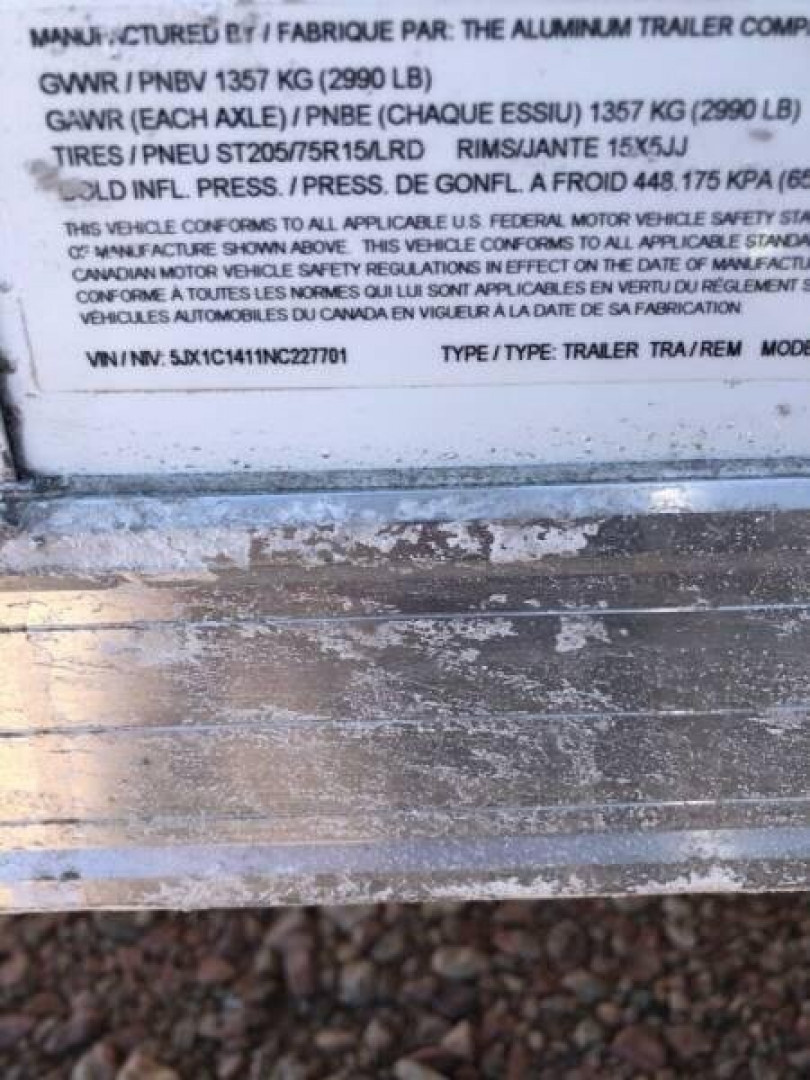 MANUFACTURED BY / FABRIQUE PAR: THE ALUMINUM TRAILER
GVWR / PNBV 1357 KG (2990 LB)
GAWR (EACH AXLE) / PNBE (CHAQUE ESSIU) 1357 KG (2990 LB)
TIRES / PNEU ST205/75R15/LRD RIMS/JANTE 15X5JJ
COLD INFL. PRESS. / PRESS. DE GONFL. A FROID 448.175 KPA (65
THIS VEHICLE CONFORMS TO ALL APPLICABLE U.S. FEDERAL MOTOR VEHICLE SAFETY
OF MANUFACTURE SHOWN ABOVE. THIS VEHICLE CONFORMS TO ALL APPLICABLE
CANADIAN MOTOR VEHICLE SAFETY REGULATIONS IN EFFECT ON THE DATE OF
CONFORME À TOUTES LES NORMES QUI LUI SONT APPLICABLES EN VERTU DU RÈGLEMENT S
VÉHICULES AUTOMOBILES DU CANADA EN VIGUEUR À LA DATE DE SA FABRICATION
VIN / NIV: 5JX1C1411NC227701 TYPE / TYPE: TRAILER TRA / REM